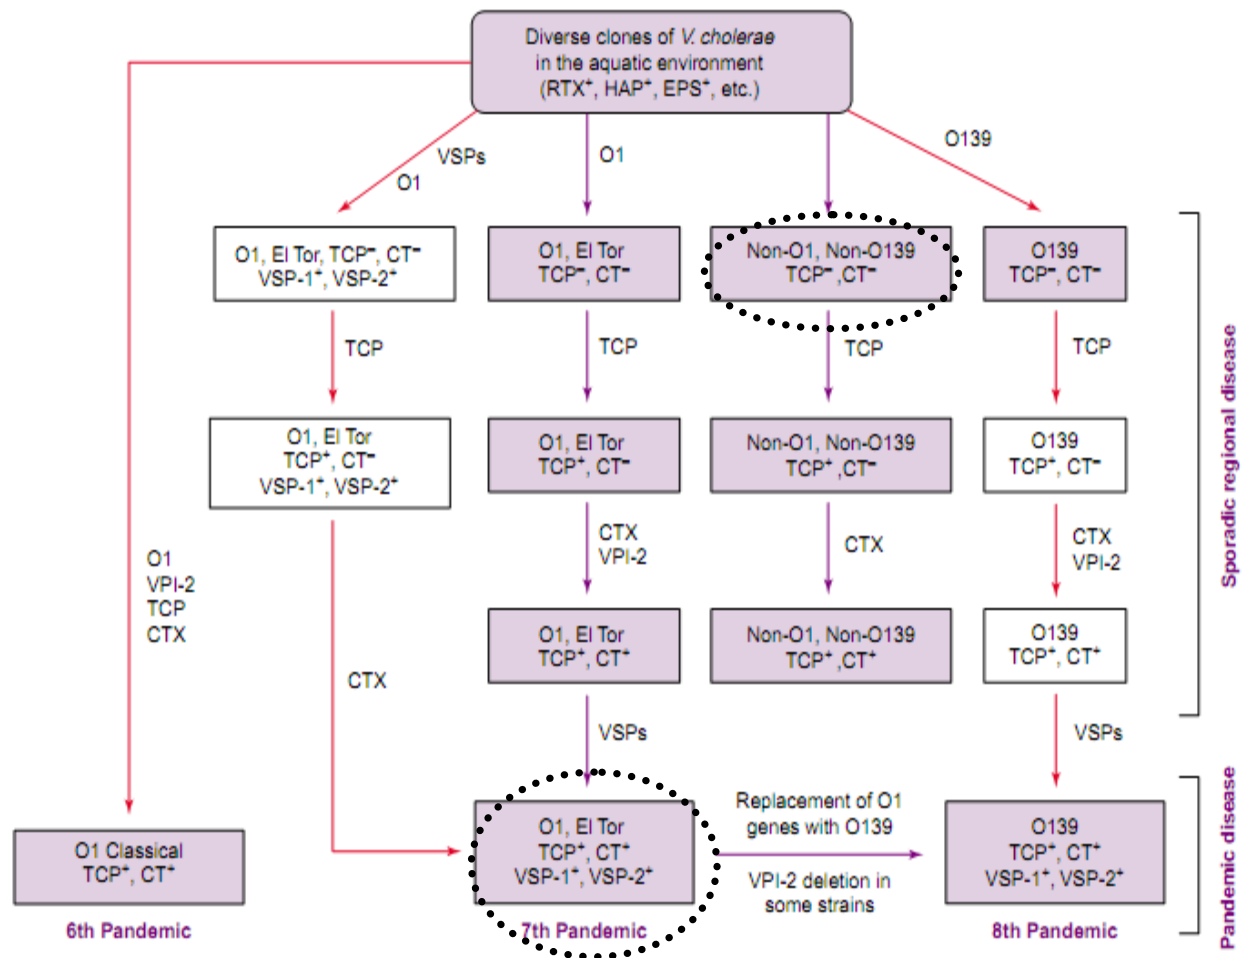 Diverse clones of V. cholerae
in the aquatic environment
(RTX⁺, HAP⁺, EPS⁺, etc.)
VSPs
O1
O1
O139
O1, El Tor, TCP⁻, CT⁻
VSP-1⁺, VSP-2⁺
O1, El Tor
TCP⁻, CT⁻
Non-O1, Non-O139
TCP⁻,CT⁻
O139
TCP⁻, CT⁻
TCP
TCP
TCP
TCP
O1, El Tor
TCP⁺, CT⁻
VSP-1⁺, VSP-2⁺
O1, El Tor
TCP⁺, CT⁻
Non-O1, Non-O139
TCP⁺,CT⁻
O139
TCP⁺, CT⁻
O1
VPI-2
TCP
CTX
CTX
VPI-2
CTX
CTX
VPI-2
O1, El Tor
TCP⁺, CT⁺
Non-O1, Non-O139
TCP⁺,CT⁺
O139
TCP⁺, CT⁺
CTX
VSPs
VSPs
O1 Classical
TCP⁺, CT⁺
6th Pandemic
O1, El Tor
TCP⁺, CT⁺
VSP-1⁺, VSP-2⁺
7th Pandemic
Replacement of O1
genes with O139
VPI-2 deletion in
some strains
O139
TCP⁺, CT⁺
VSP-1⁺, VSP-2⁺
8th Pandemic
Sporadic regional disease
Pandemic disease